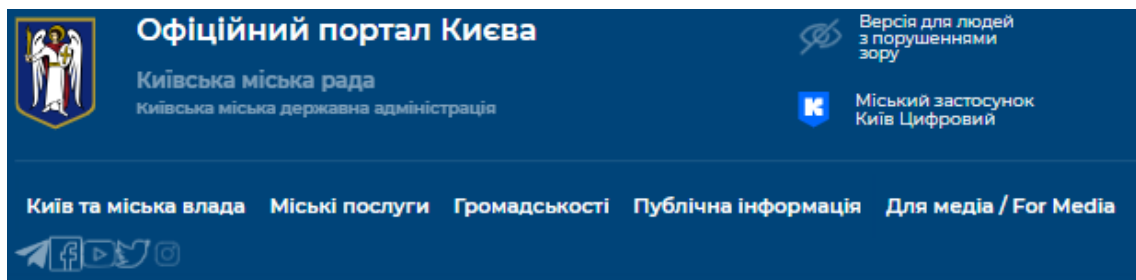 Офіційний портал Києва
Київська міська рада
Київська міська державна адміністрація
Версія для людей
з порушеннями
зору
K
Міський застосунок
Київ Цифровий
Київ та міська влада Міські послуги Громадськості Публічна інформація Для медіа / For Media